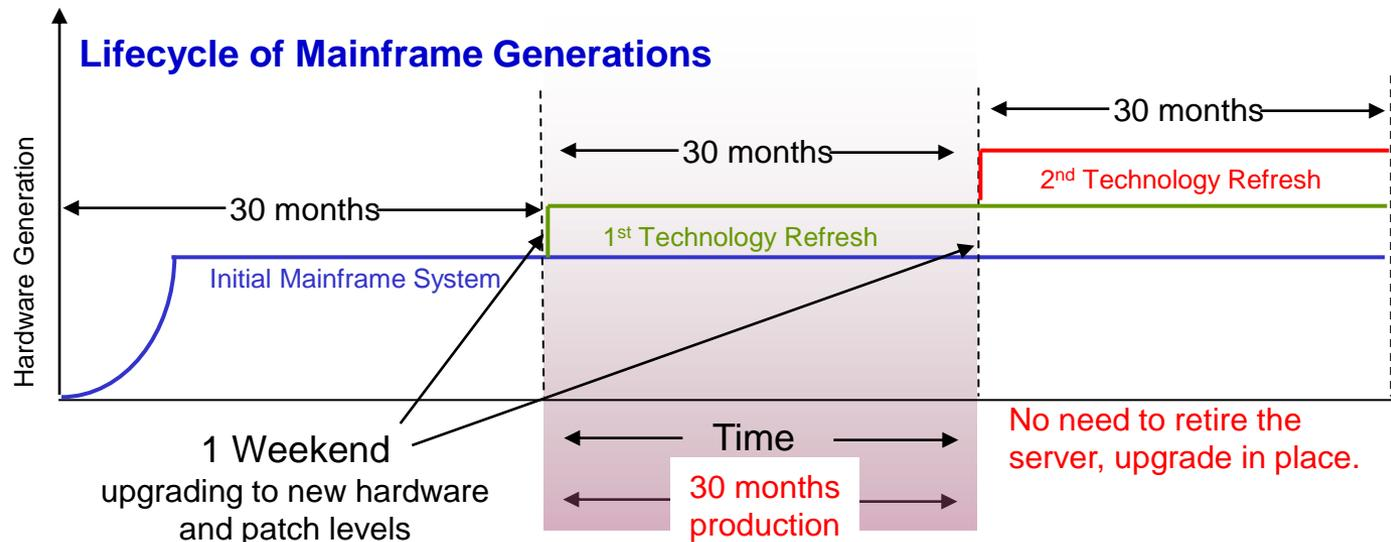 Lifecycle of Mainframe Generations
Hardware Generation
30 months
30 months
30 months
2nd Technology Refresh
1st Technology Refresh
Initial Mainframe System
1 Weekend
upgrading to new hardware
and patch levels
Time
30 months
production
No need to retire the
server, upgrade in place.